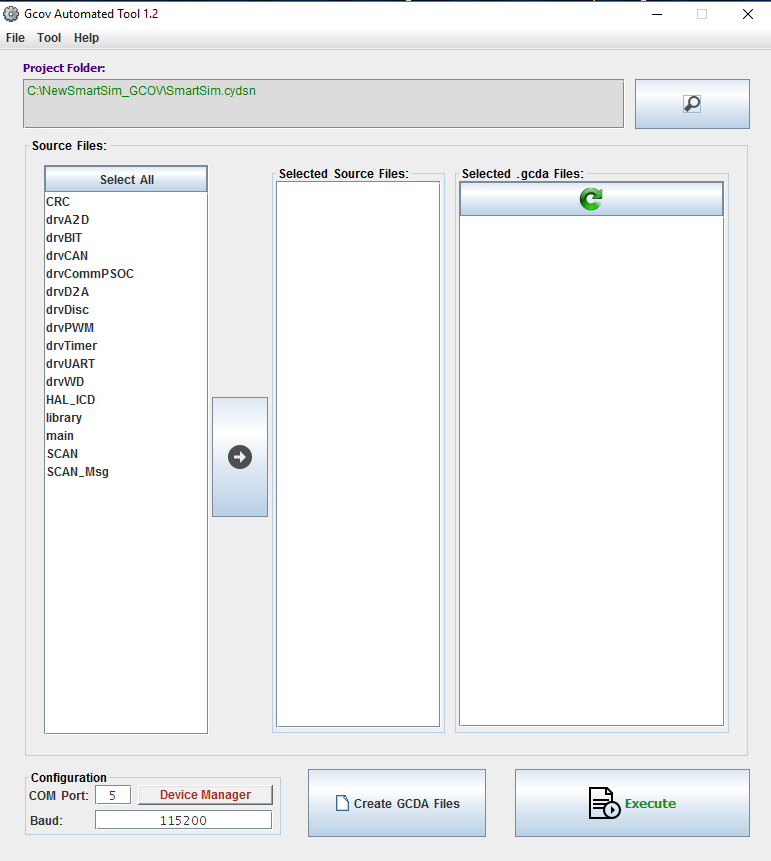 Gcov Automated Tool 1.2
File Tool Help
Project Folder:
C:\NewSmartSim_GCOV\SmartSim.cydsn
Source Files:
Select All
CRC
drvA2D
drvBIT
drvCAN
drvCommPSOC
drvD2A
drvDisc
drvPWM
drvTimer
drvUART
drvWD
HAL_ICD
library
main
SCAN
SCAN_Msg
Selected Source Files:
Selected .gcda Files:
Configuration
COM Port: 5 Device Manager
Baud: 115200
Create GCDA Files
Execute